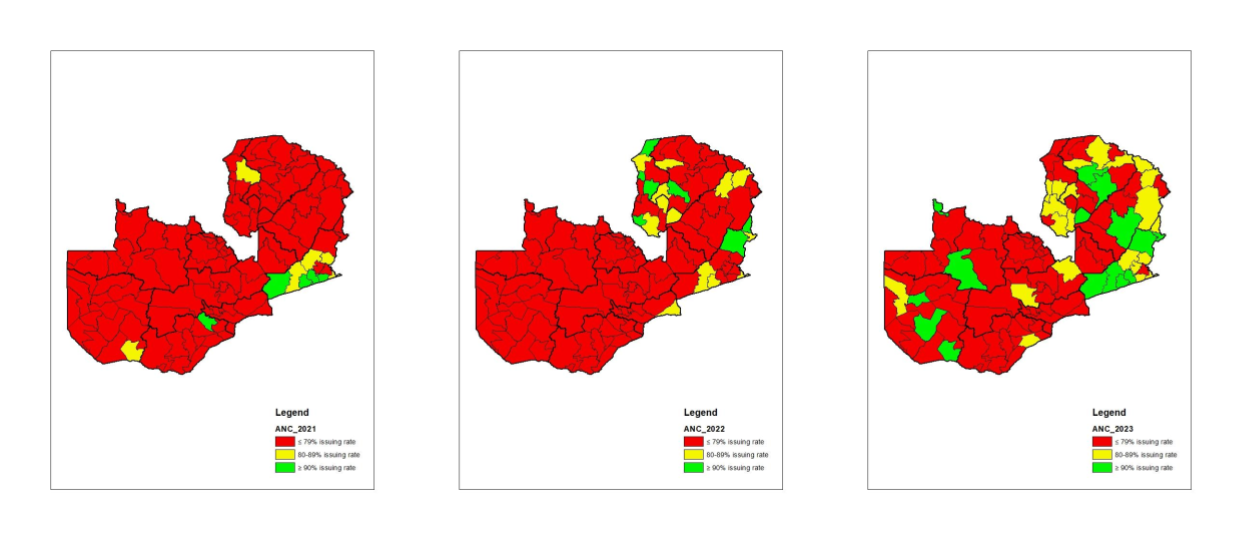 Legend
ANC_2021
≤ 79% issuing rate
80-89% issuing rate
≥ 90% issuing rate
Legend
ANC_2022
≤ 79% issuing rate
80-89% issuing rate
≥ 90% issuing rate
Legend
ANC_2023
≤ 79% issuing rate
80-89% issuing rate
≥ 90% issuing rate